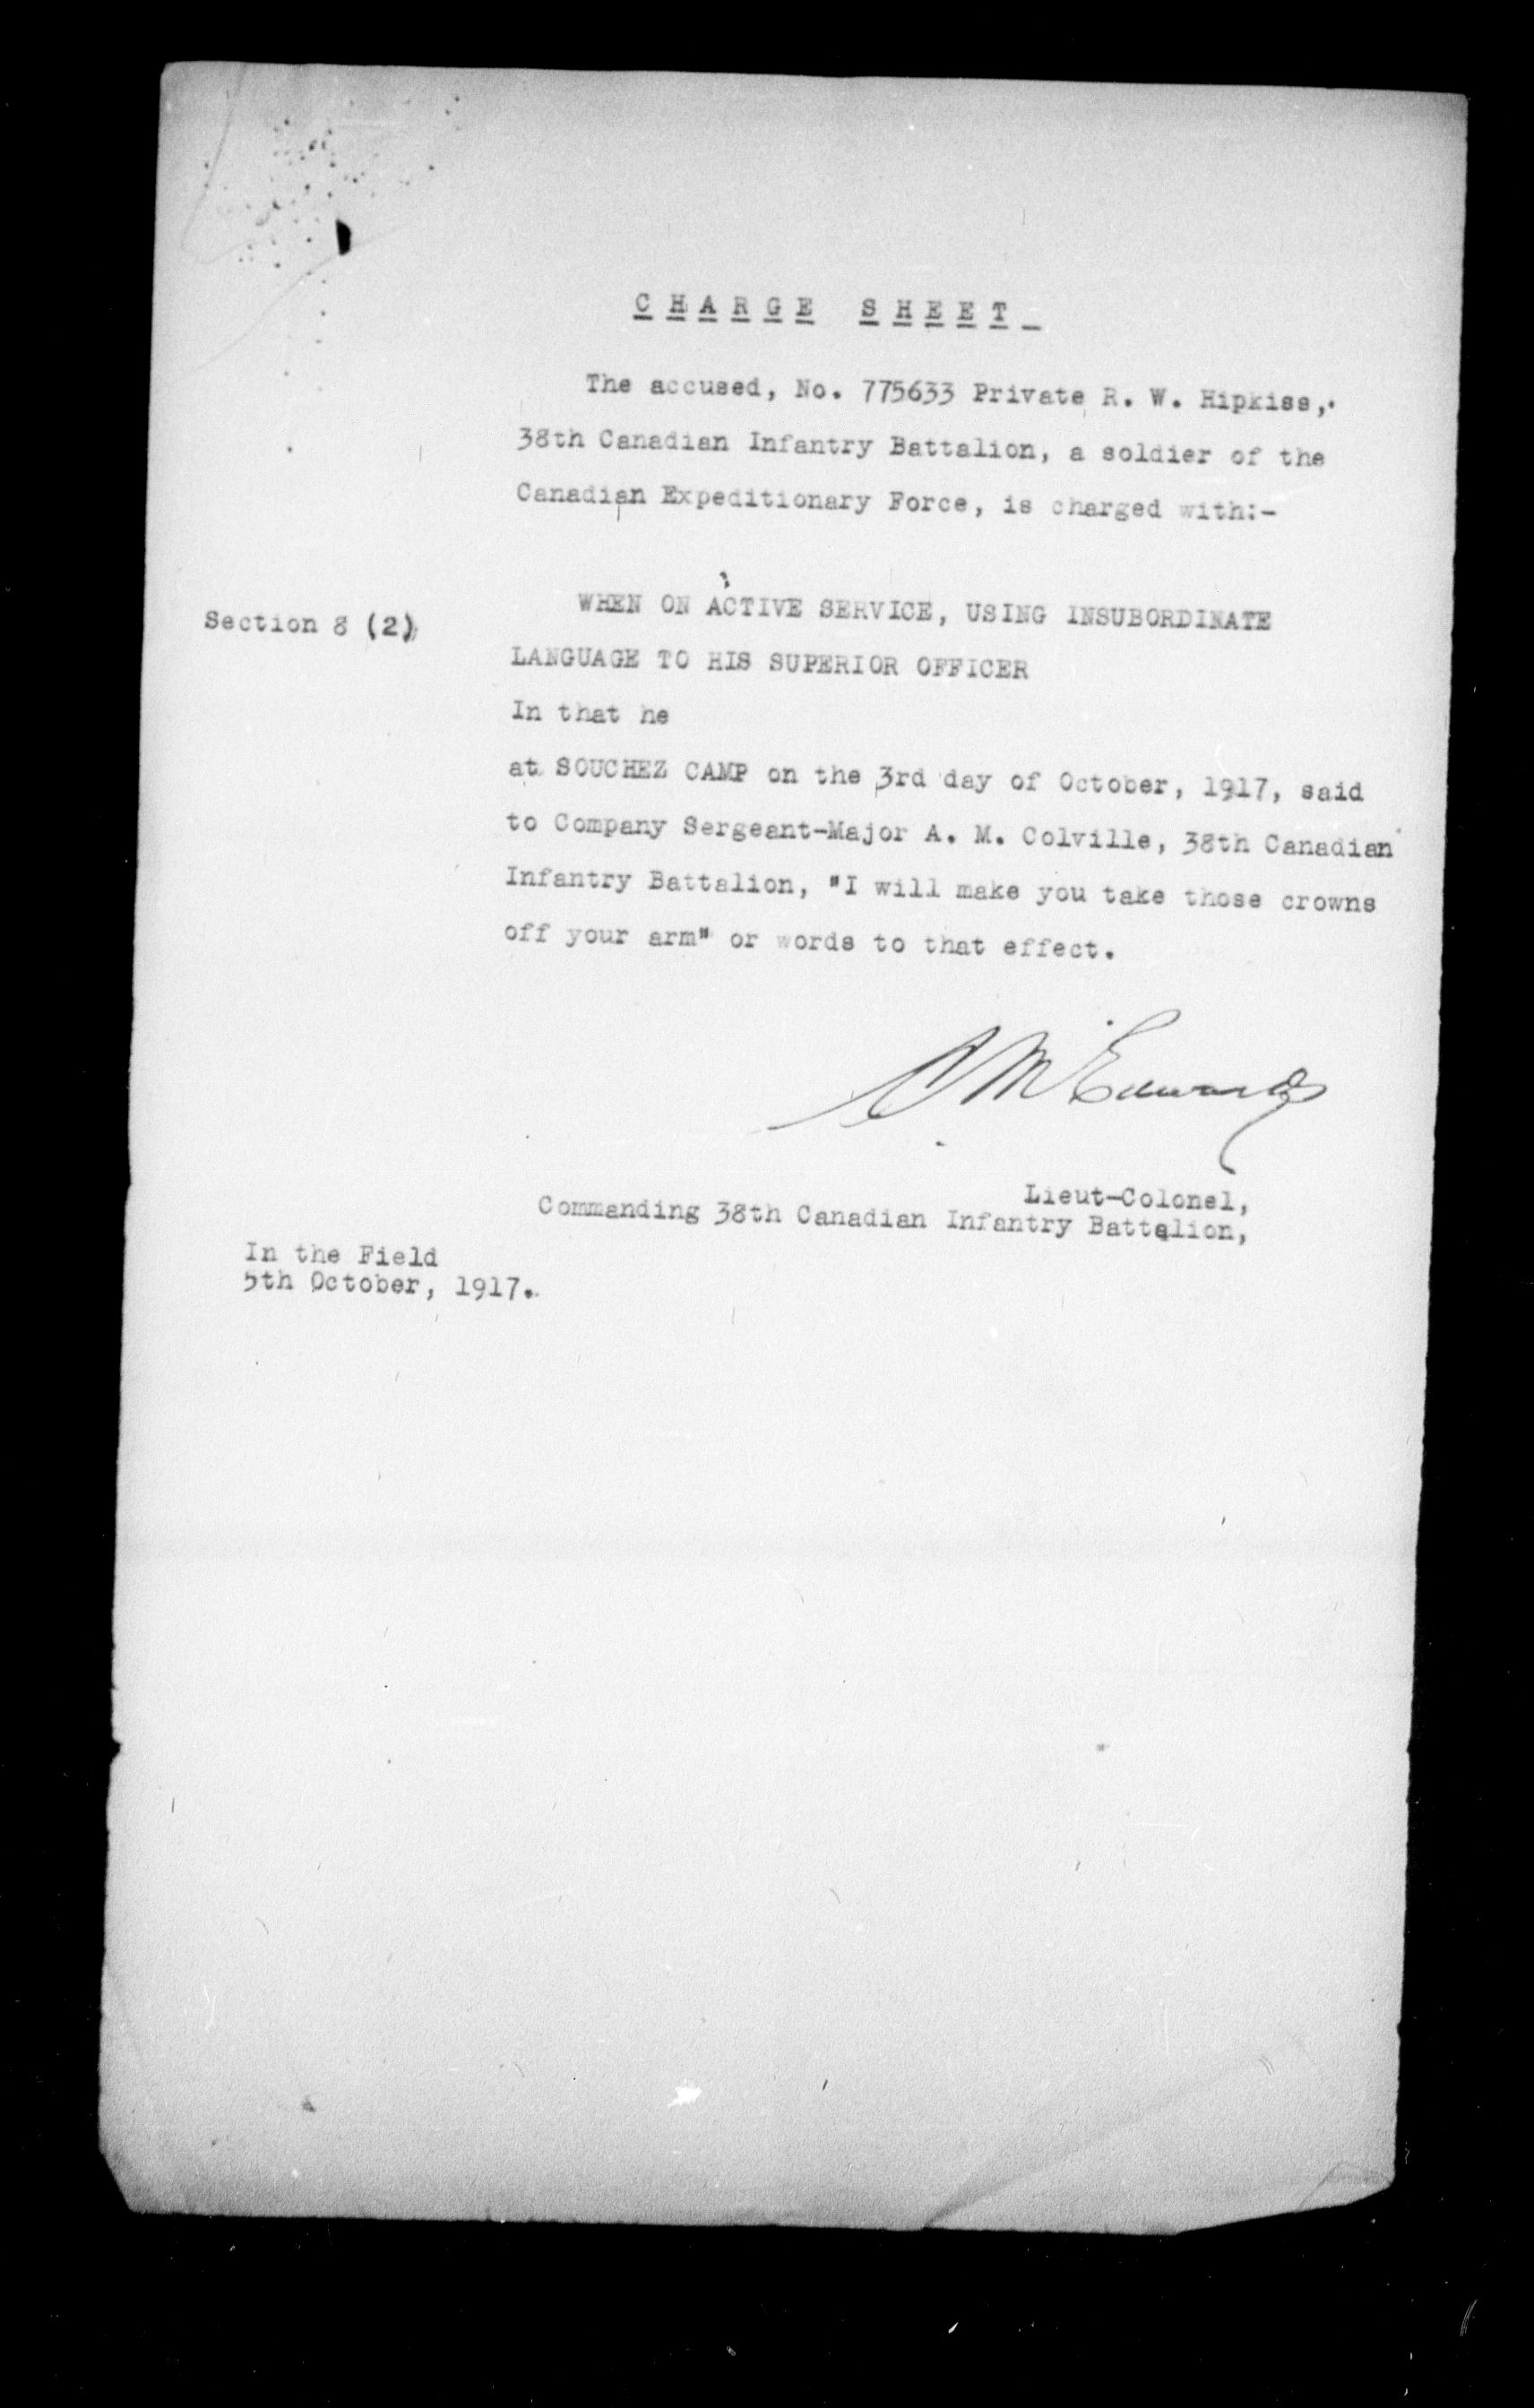 CHARGE SHEET
The accused, No. 775633 Private R. W. Hipkiss,
38th Canadian Infantry Battalion, a soldier of the
Canadian Expeditionary Force, is charged with:-
Section 8 (2) WHEN ON ACTIVE SERVICE, USING INSUBORDINATE
LANGUAGE TO HIS SUPERIOR OFFICER
In that he
at SOUCHEZ CAMP on the 3rd day of October, 1917, said
to Company Sergeant-Major A. M. Colville, 38th Canadian
Infantry Battalion, "I will make you take those crowns
off your arm" or words to that effect.
Edwards
Lieut-Colonel,
Commanding 38th Canadian Infantry Battalion,
In the Field
5th October, 1917.